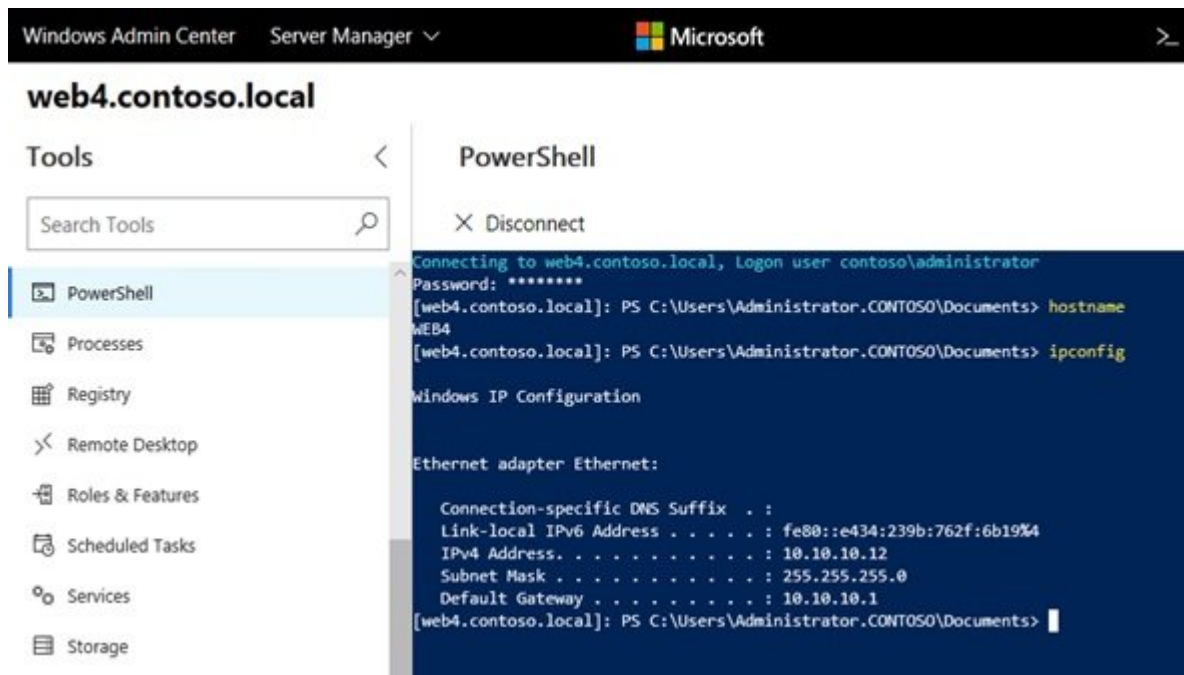 Windows Admin Center Server Manager Microsoft >_
web4.contoso.local
Tools
Search Tools
PowerShell
Processes
Registry
Remote Desktop
Roles & Features
Scheduled Tasks
Services
Storage
PowerShell
Disconnect
Connecting to web4.contoso.local, Logon user contoso\administrator
Password: ********
[web4.contoso.local]: PS C:\Users\Administrator.CONTOSO\Documents> hostname
WEB4
[web4.contoso.local]: PS C:\Users\Administrator.CONTOSO\Documents> ipconfig
Windows IP Configuration
Ethernet adapter Ethernet:
Connection-specific DNS Suffix . :
Link-local IPv6 Address . . . . . : fe80::e434:239b:762f:6b19%4
IPv4 Address. . . . . . . . . . . : 10.10.10.12
Subnet Mask . . . . . . . . . . . : 255.255.255.0
Default Gateway . . . . . . . . . : 10.10.10.1
[web4.contoso.local]: PS C:\Users\Administrator.CONTOSO\Documents>